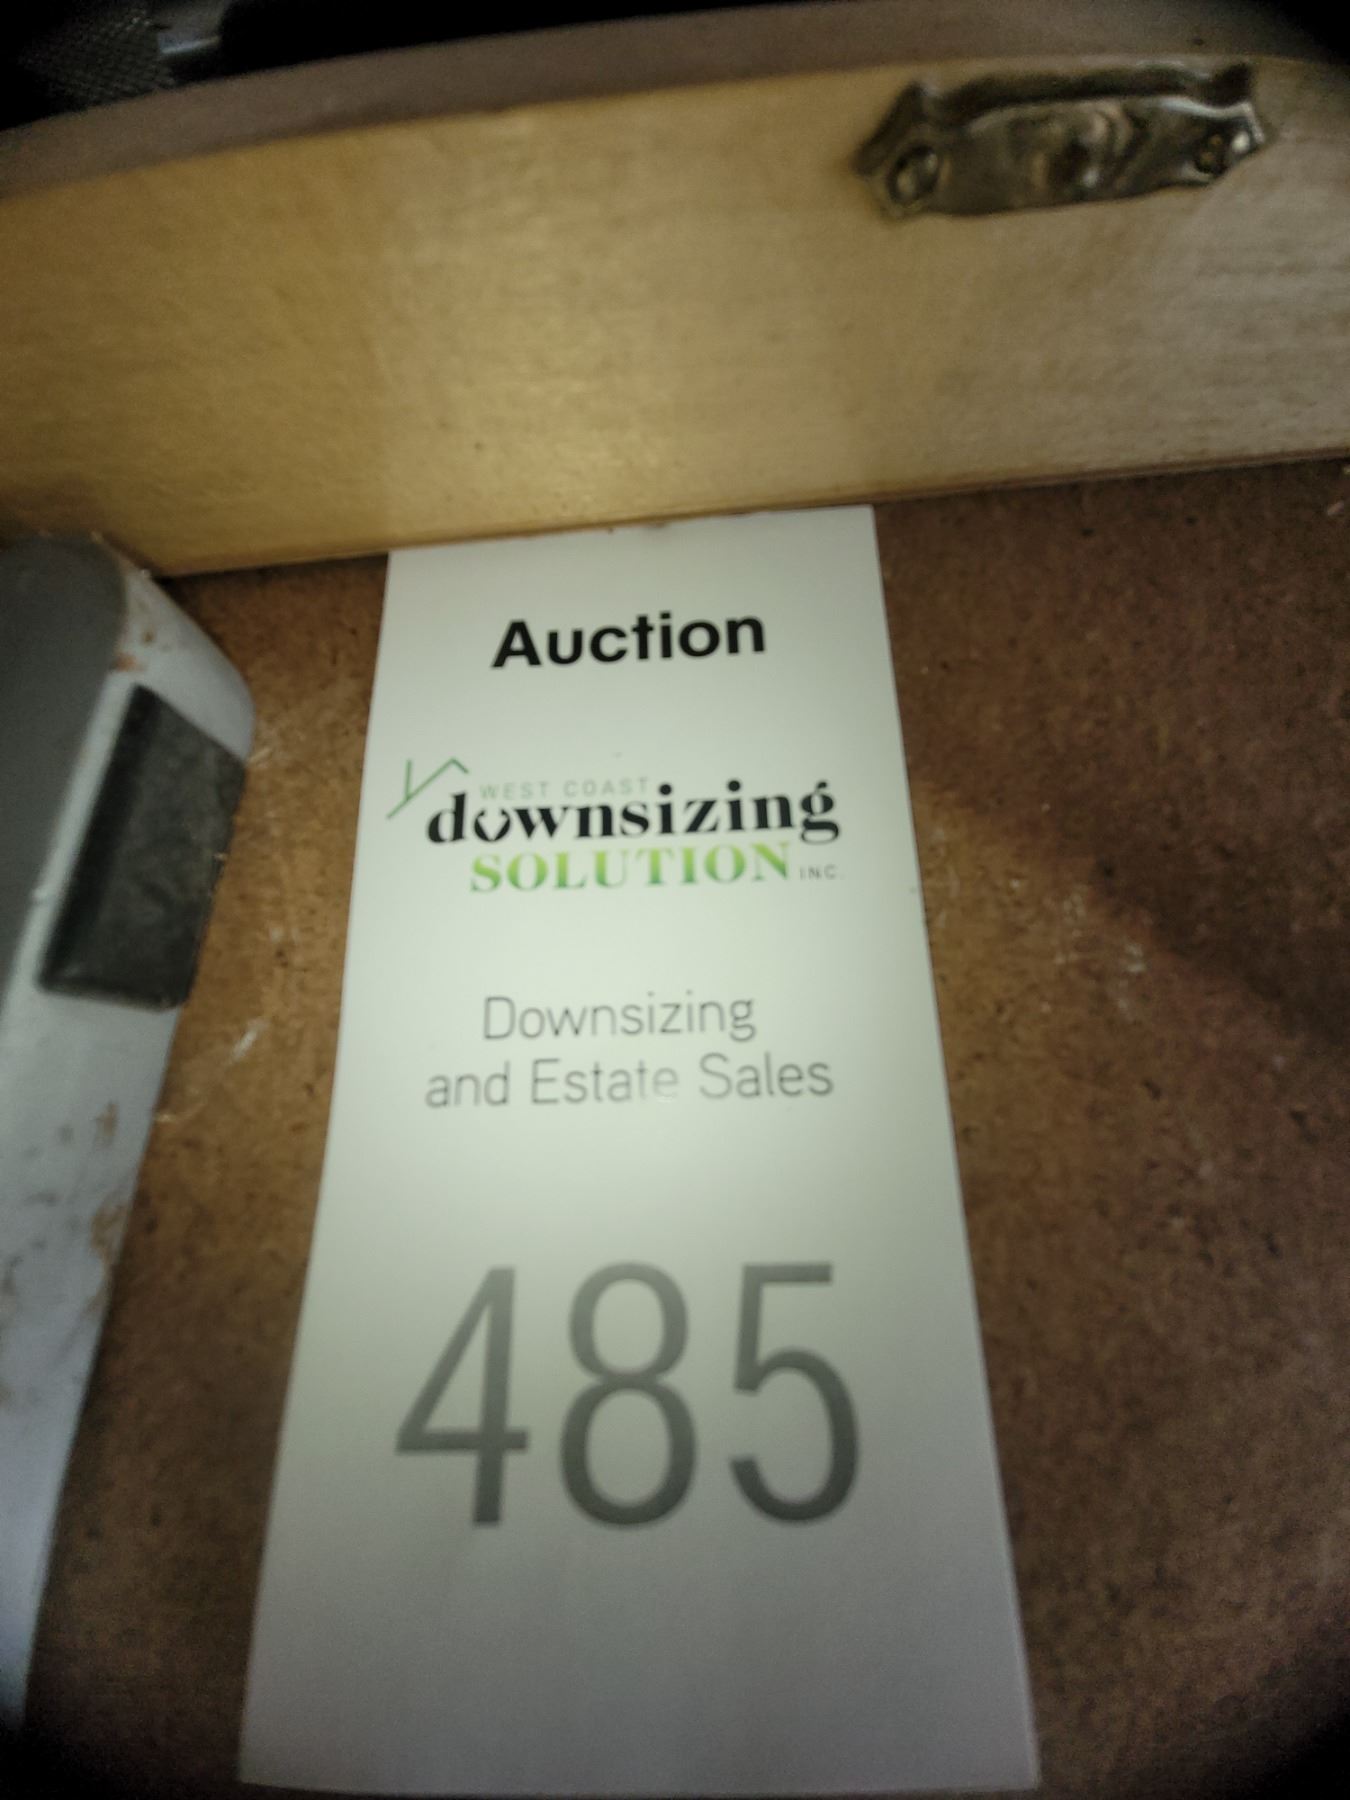 Auction
WEST COAST
downsizing
SOLUTION INC.
Downsizing
and Estate Sales
485